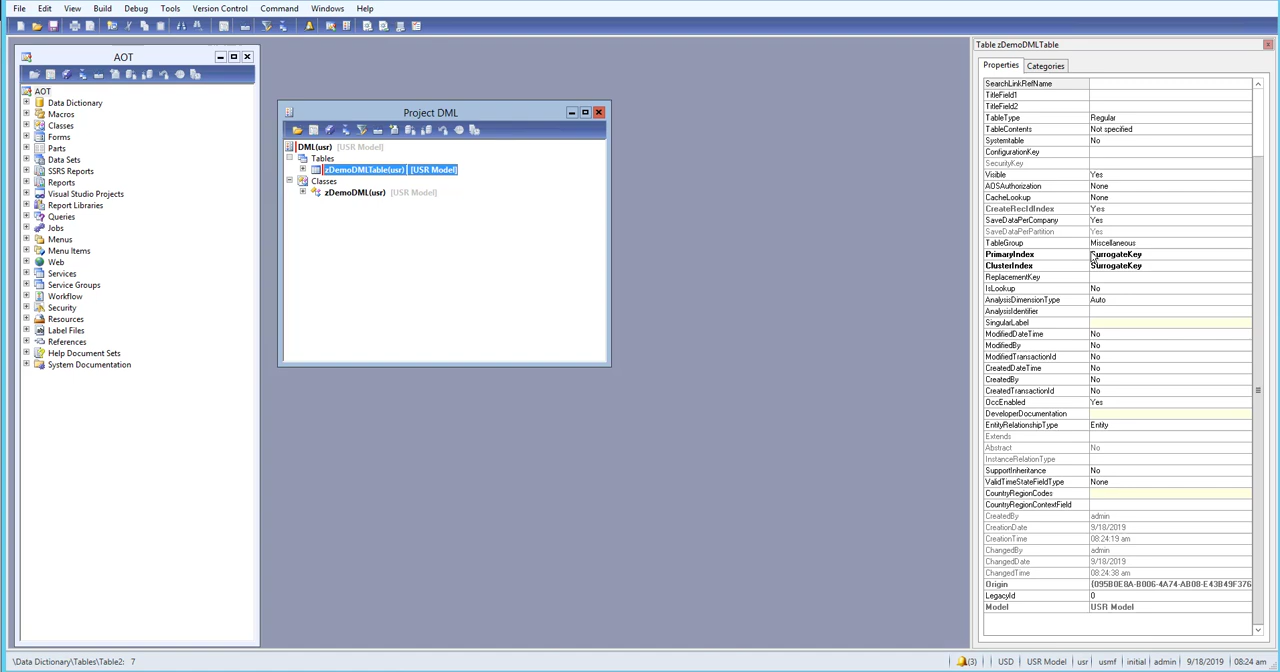 File Edit View Build Debug Tools Version Control Command Windows Help
AOT
AOT
Data Dictionary
Macros
Classes
Forms
Parts
Data Sets
SSRS Reports
Reports
Visual Studio Projects
Report Libraries
Queries
Jobs
Menus
Menu Items
Web
Services
Service Groups
Workflow
Security
Resources
Label Files
References
Help Document Sets
System Documentation
Project DML
DML(usr) [USR Model]
Tables
zDemoDMLTable(usr) [USR Model]
Classes
zDemoDML(usr) [USR Model]
Table zDemoDMLTable
Properties Categories
SearchLinkRefName
TitleField1
TitleField2
TableType Regular
TableContents Not specified
Systemtable No
ConfigurationKey
SecurityKey
Visible Yes
AOSAuthorization None
CacheLookup None
CreateRecIdIndex Yes
SaveDataPerCompany Yes
SaveDataPerPartition Yes
TableGroup Miscellaneous
PrimaryIndex SurrogateKey
ClusterIndex SurrogateKey
ReplacementKey
IsLookup No
AnalysisDimensionType Auto
AnalysisIdentifier
SingularLabel
ModifiedDateTime No
ModifiedBy No
ModifiedTransactionId No
CreatedDateTime No
CreatedBy No
CreatedTransactionId No
OccEnabled Yes
DeveloperDocumentation
EntityRelationshipType Entity
Extends
Abstract No
InstanceRelationType
SupportInheritance No
ValidTimeStateFieldType None
CountryRegionCodes
CountryRegionContextField
CreatedBy admin
CreationDate 9/18/2019
CreationTime 08:24:19 am
ChangedBy admin
ChangedDate 9/18/2019
ChangedTime 08:24:38 am
Origin {095B0E8A-B006-4A74-AB08-E43B49F376
LegacyId 0
Model USR Model
\Data Dictionary\Tables\Table2: 7
(3) USD USR Model usr usmf initial admin 9/18/2019 08:24 am